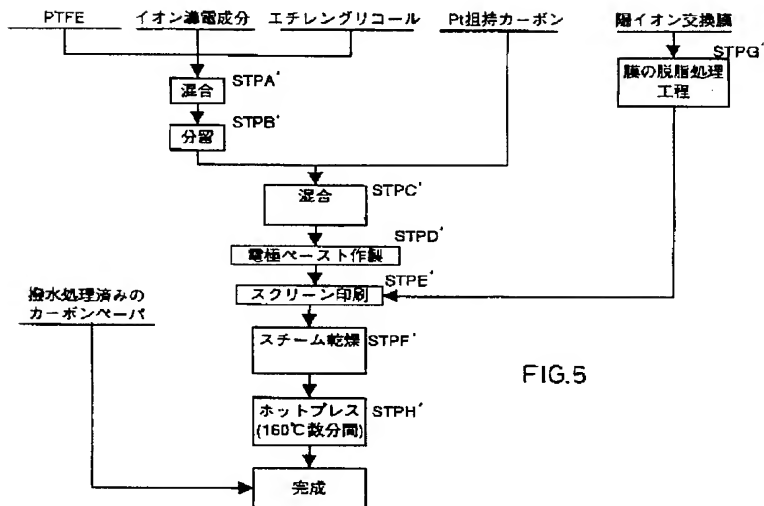 PTFE
イオン導電成分
エチレングリコール
Pt担持カーボン
陽イオン交換膜
STPG'
膜の脱脂処理
工程
混合
STPA'
分留
STPB'
混合
STPC'
電極ペースト作製
STPD'
スクリーン印刷
STPE'
撥水処理済みの
カーボンペーパ
スチーム乾燥
STPF'
FIG.5
ホットプレス
(160℃数分間)
STPH'
完成